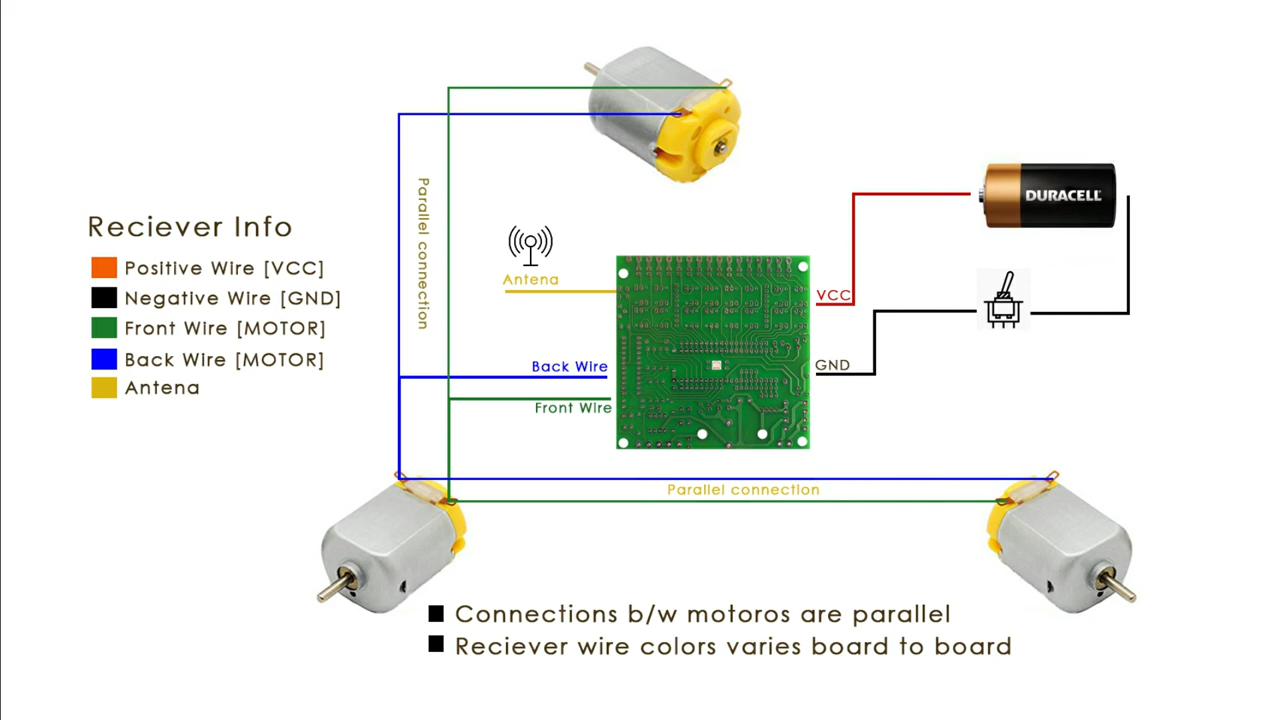 Reciever Info
Positive Wire [VCC]
Negative Wire [GND]
Front Wire [MOTOR]
Back Wire [MOTOR]
Antena
Parallel connection
Antena
DURACELL
VCC
GND
Back Wire
Front Wire
Parallel connection
Connections b/w motoros are parallel
Reciever wire colors varies board to board